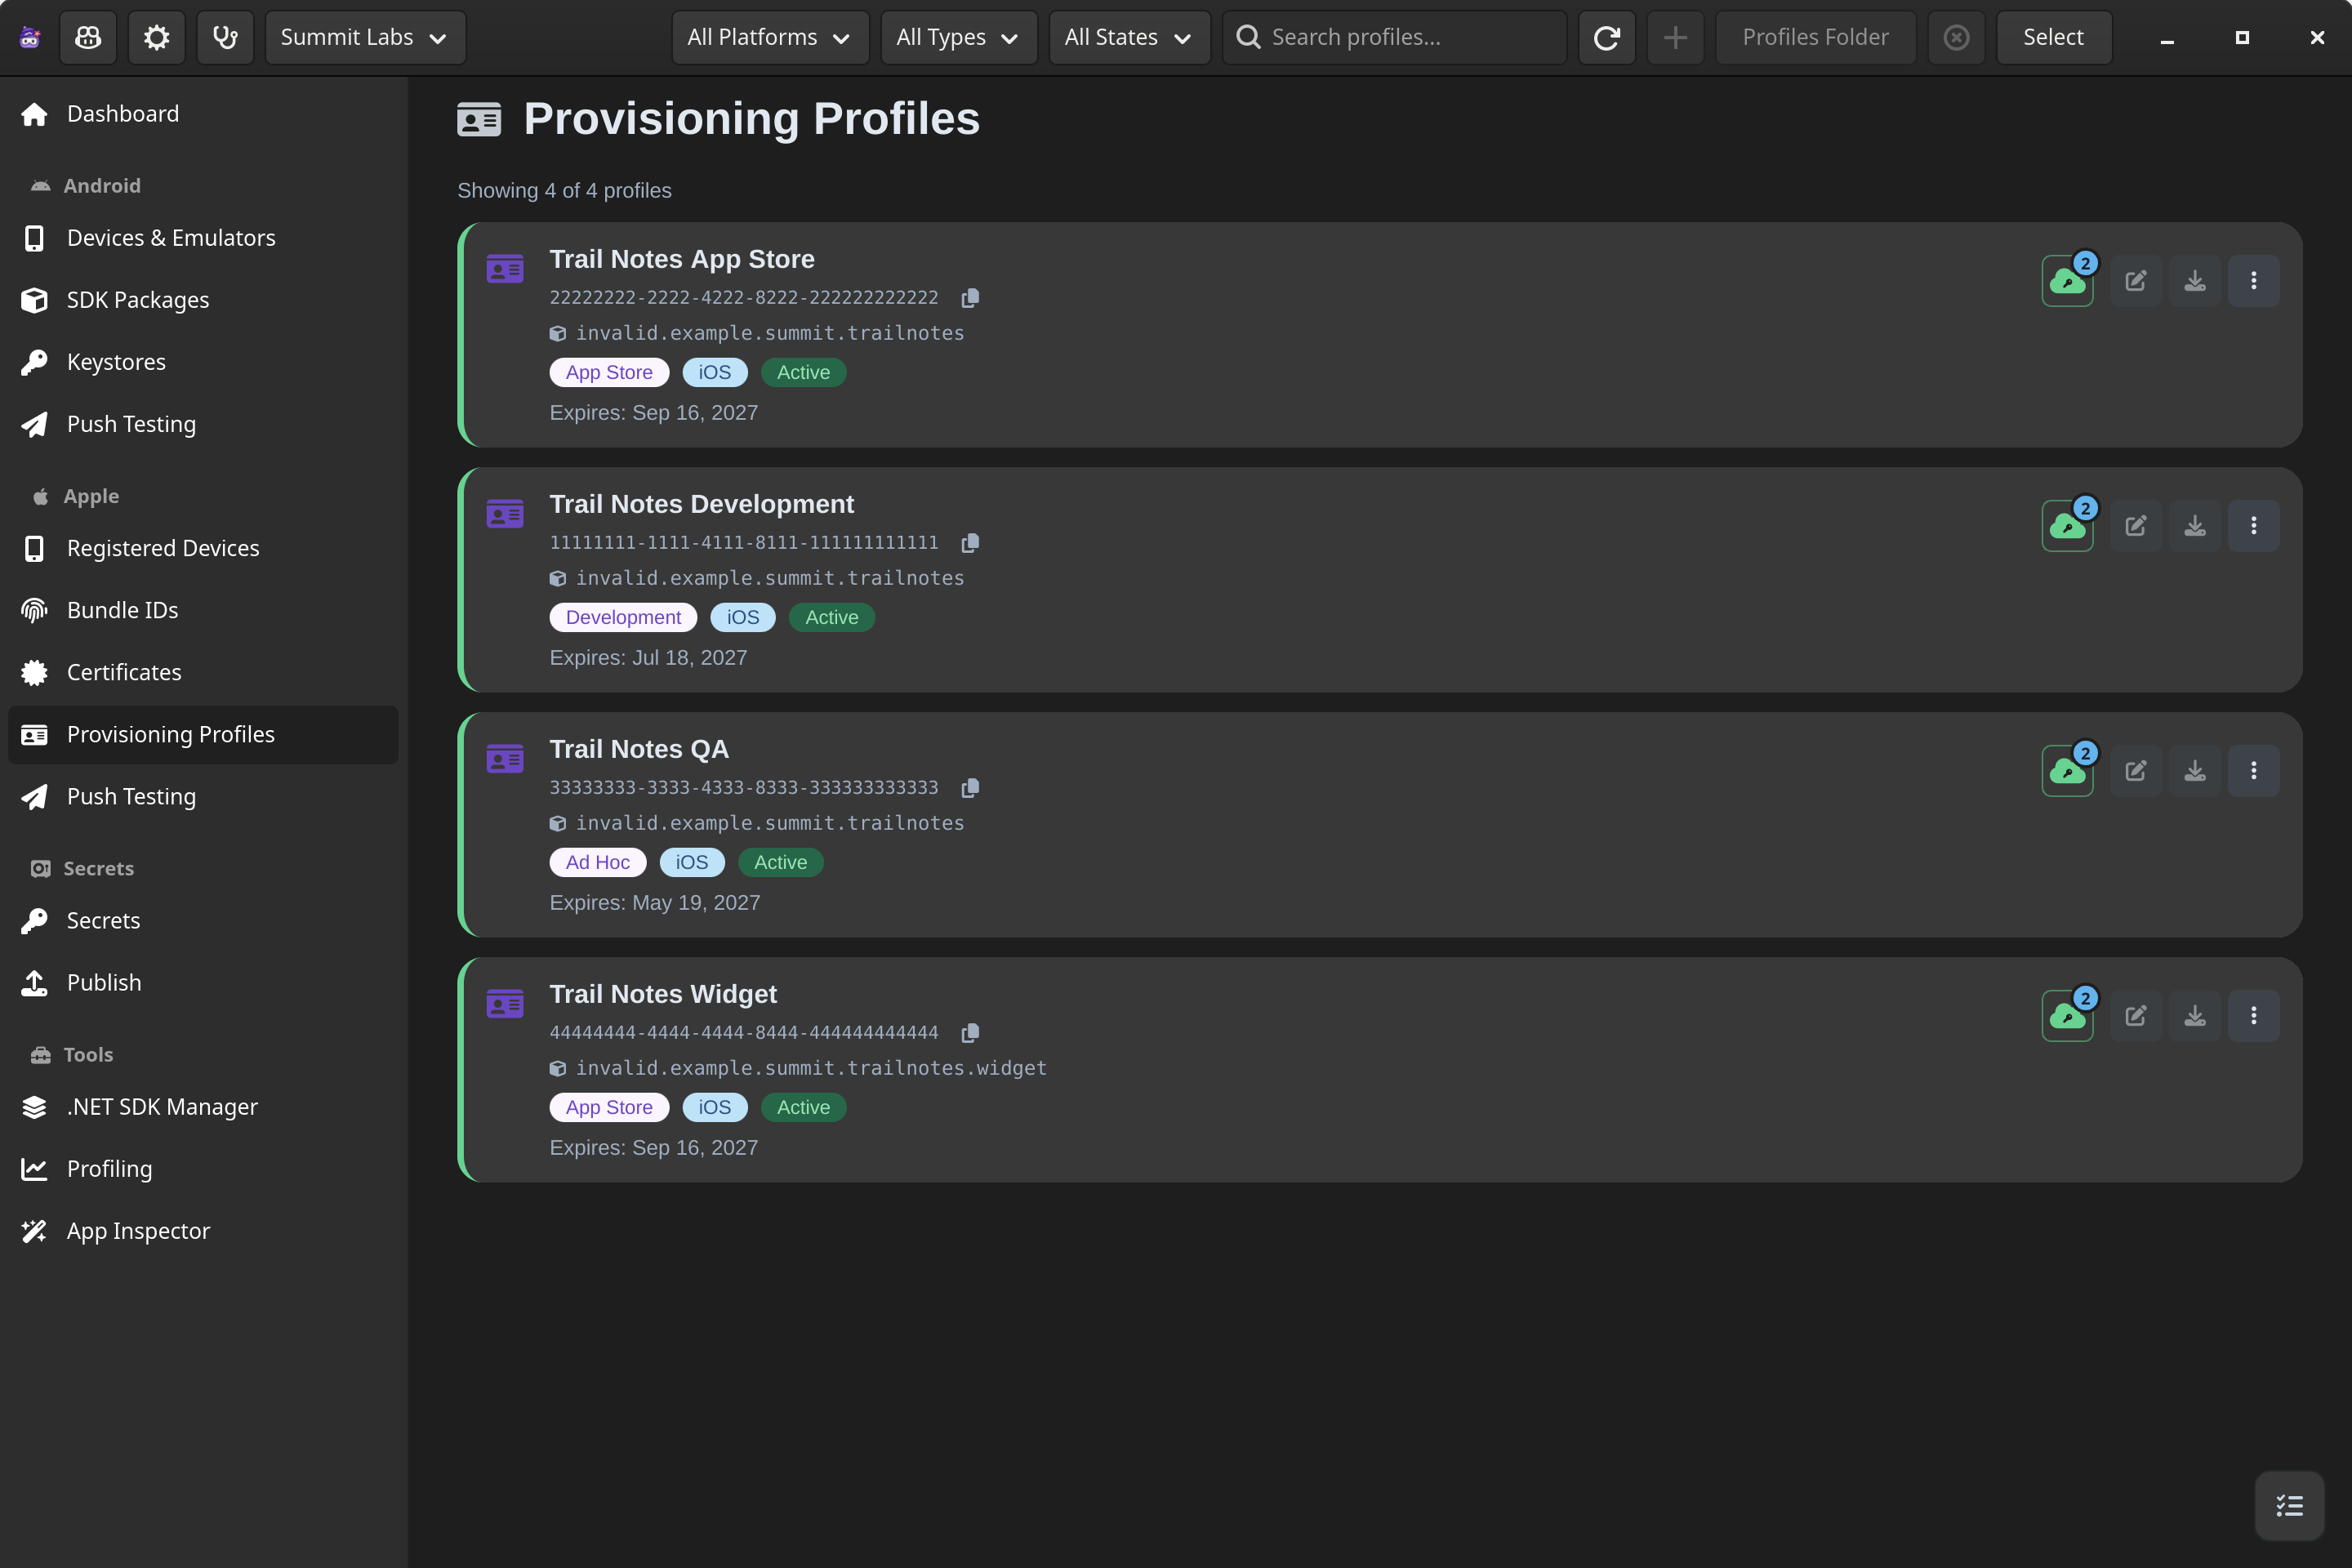 Summit Labs
All Platforms
All Types
All States
Search profiles...
Profiles Folder
Select
Dashboard
Android
Devices & Emulators
SDK Packages
Keystores
Push Testing
Apple
Registered Devices
Bundle IDs
Certificates
Provisioning Profiles
Push Testing
Secrets
Secrets
Publish
Tools
.NET SDK Manager
Profiling
App Inspector
Provisioning Profiles
Showing 4 of 4 profiles
Trail Notes App Store
22222222-2222-4222-8222-222222222222
invalid.example.summit.trailnotes
App Store iOS Active
Expires: Sep 16, 2027
2
Trail Notes Development
11111111-1111-4111-8111-111111111111
invalid.example.summit.trailnotes
Development iOS Active
Expires: Jul 18, 2027
2
Trail Notes QA
33333333-3333-4333-8333-333333333333
invalid.example.summit.trailnotes
Ad Hoc iOS Active
Expires: May 19, 2027
2
Trail Notes Widget
44444444-4444-4444-8444-444444444444
invalid.example.summit.trailnotes.widget
App Store iOS Active
Expires: Sep 16, 2027
2